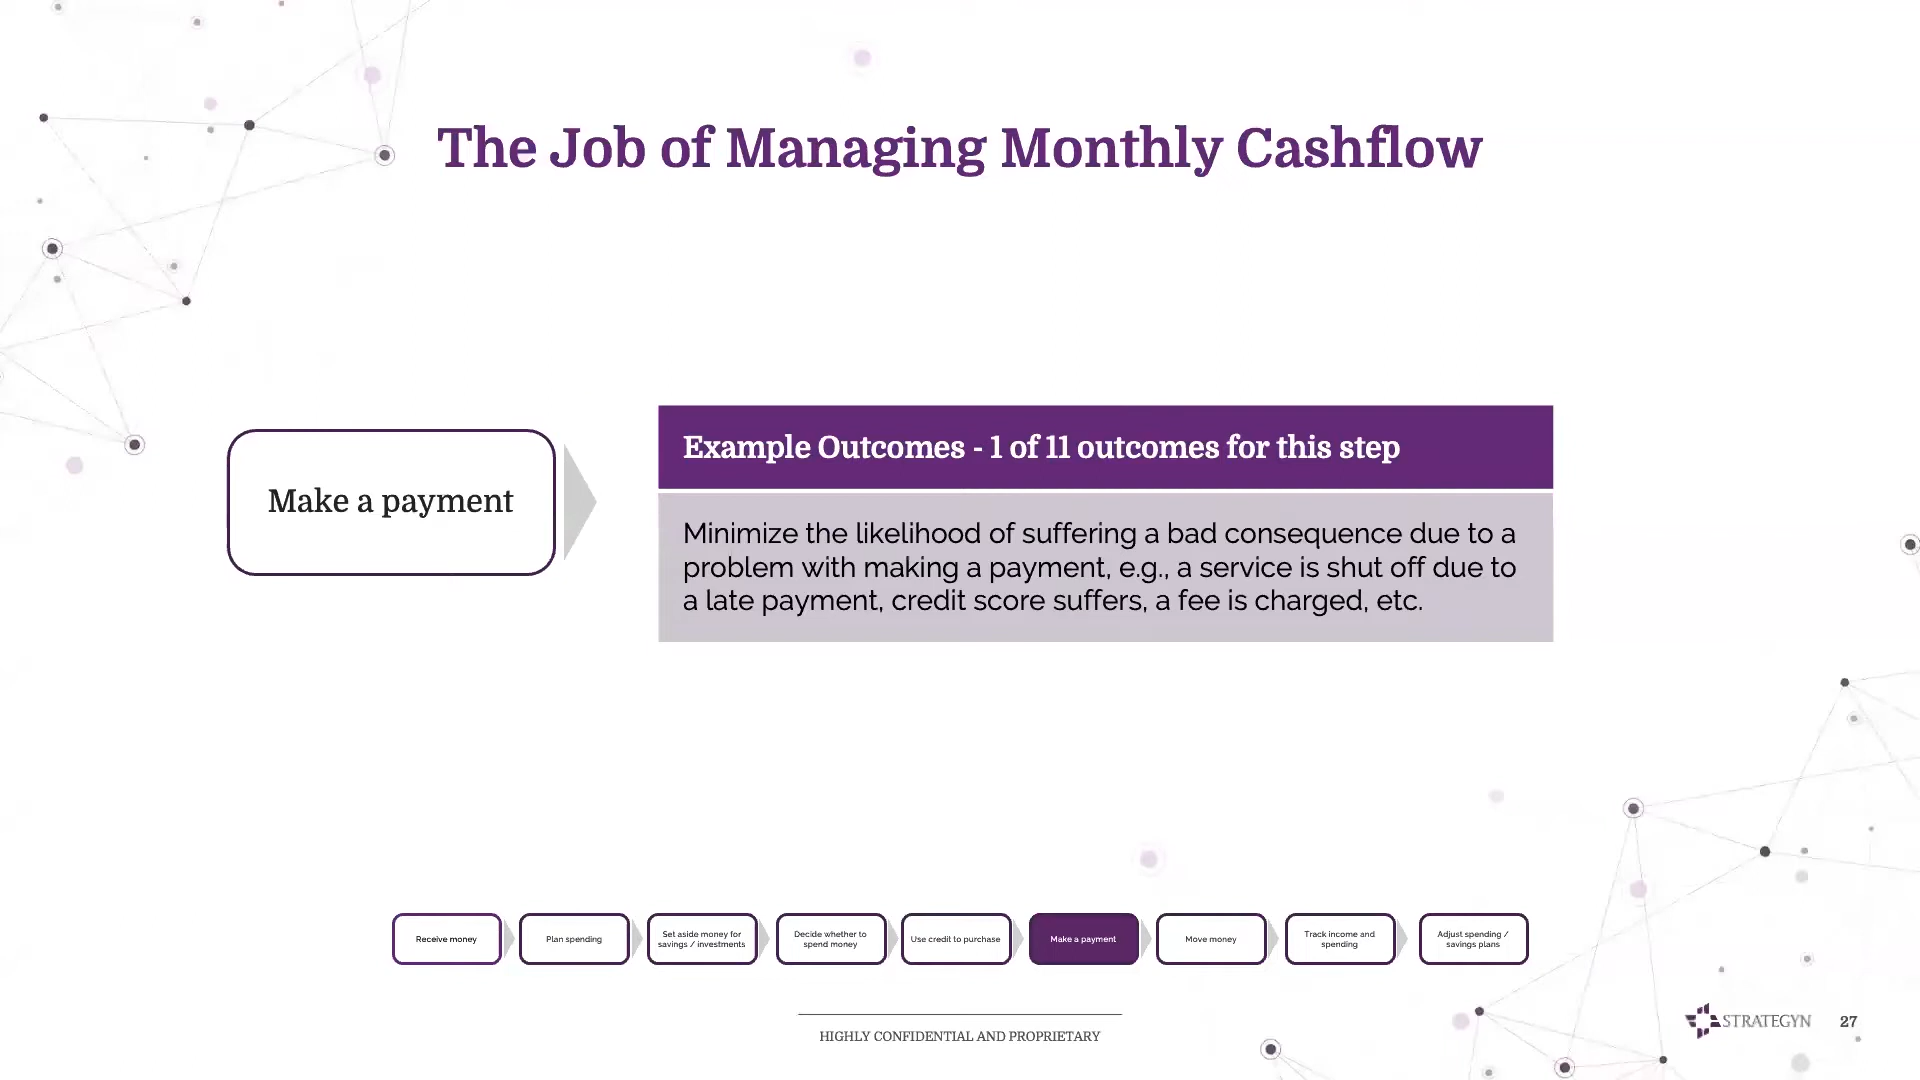 The Job of Managing Monthly Cashflow
Make a payment
Example Outcomes - 1 of 11 outcomes for this step
Minimize the likelihood of suffering a bad consequence due to a
problem with making a payment, e.g., a service is shut off due to
a late payment, credit score suffers, a fee is charged, etc.
Receive money
Plan spending
Set aside money for
savings / investments
Decide whether to
spend money
Use credit to purchase
Make a payment
Move money
Track income and
spending
Adjust spending /
savings plans
HIGHLY CONFIDENTIAL AND PROPRIETARY
STRATEGYN
27